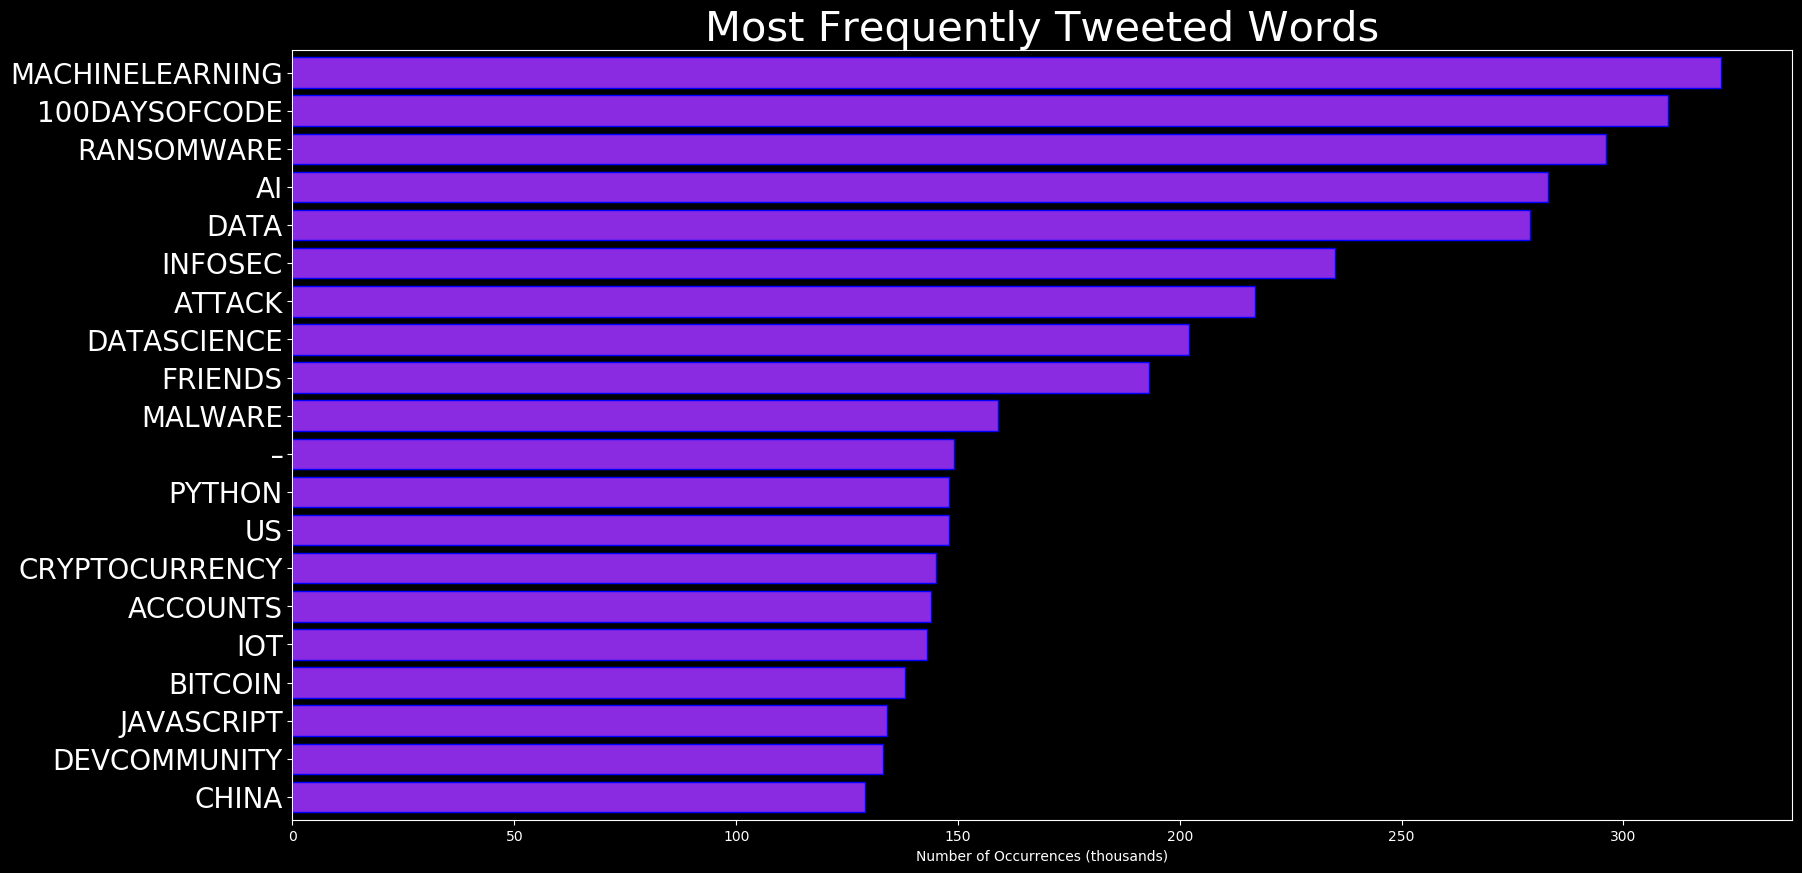 Most Frequently Tweeted Words
MACHINELEARNING
100DAYSOFCODE
RANSOMWARE
AI
DATA
INFOSEC
ATTACK
DATASCIENCE
FRIENDS
MALWARE
–
PYTHON
US
CRYPTOCURRENCY
ACCOUNTS
IOT
BITCOIN
JAVASCRIPT
DEVCOMMUNITY
CHINA
0 50 100 150 200 250 300
Number of Occurrences (thousands)